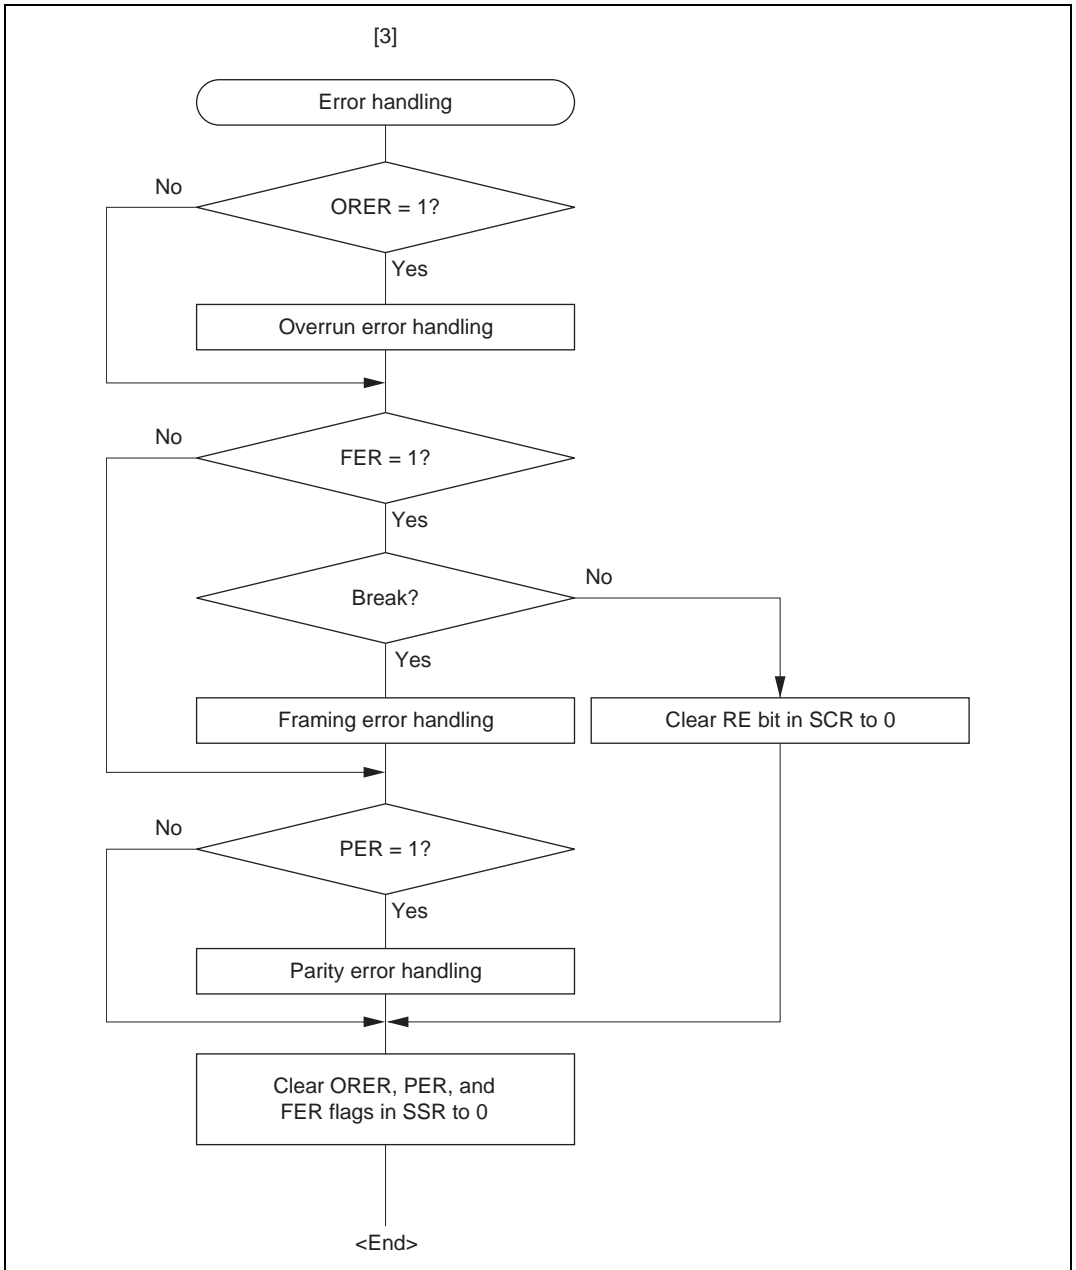 [3]
Error handling
No
ORER = 1?
Yes
Overrun error handling
No
FER = 1?
Yes
No
Break?
Yes
Framing error handling
Clear RE bit in SCR to 0
No
PER = 1?
Yes
Parity error handling
Clear ORER, PER, and
FER flags in SSR to 0
<End>